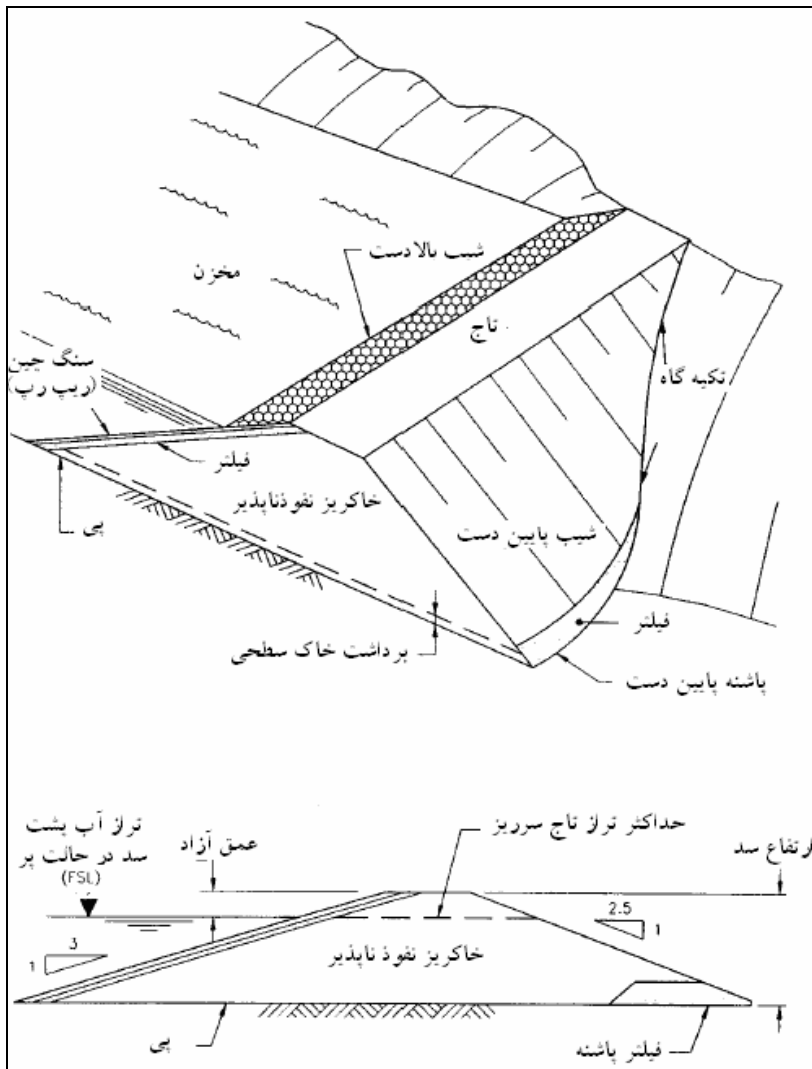 شیب بالادست
مخزن
تاج
سنگ چین
(ریپ رپ)
تکیه گاه
فیلتر
خاکریز نفوذناپذیر
پی
شیب پایین دست
فیلتر
برداشت خاک سطحی
پاشنه پایین دست
تراز آب پشت
سد در حالت پر
(FSL)
عمق آزاد
حداکثر تراز تاج سرریز
ارتفاع سد
2.5
1
3
1
خاکریز نفوذ ناپذیر
پی
فیلتر پاشنه